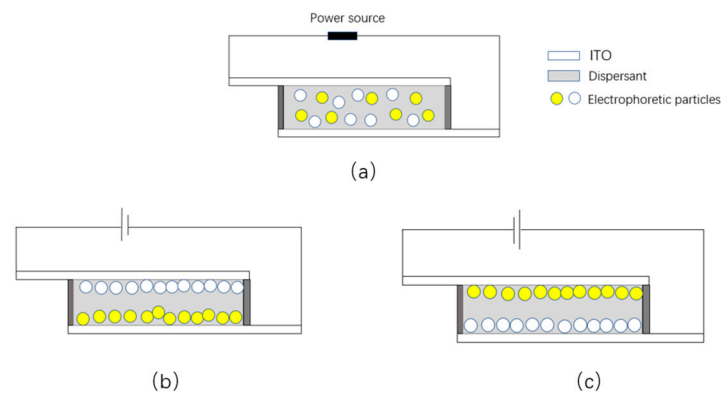 Power source
ITO
Dispersant
Electrophoretic particles
(a)
(b)
(c)